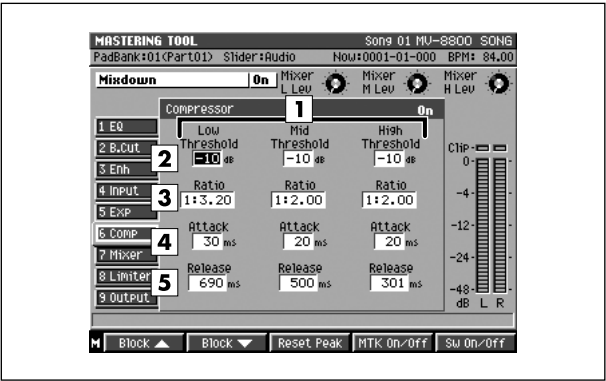 MASTERING TOOL Song 01 MV-8800 SONG
PadBank:01(Part01) Slider:Audio Now:0001-01-000 BPM: 84.00
Mixdown On Mixer L Lev Mixer M Lev Mixer H Lev
Compressor On
1
1 EQ
2 B.Cut
3 Enh
4 Input
5 Exp
6 Comp
7 Mixer
8 Limiter
9 Output
Low Mid High
2 Threshold Threshold Threshold
-10 dB -10 dB -10 dB
Ratio Ratio Ratio
3 1:3.20 1:2.00 1:2.00
Attack Attack Attack
4 30 ms 20 ms 20 ms
Release Release Release
5 690 ms 500 ms 301 ms
Clip
0
-4
-12
-24
-48
dB L R
M Block ▲ Block ▼ Reset Peak MTK On/Off Sw On/Off